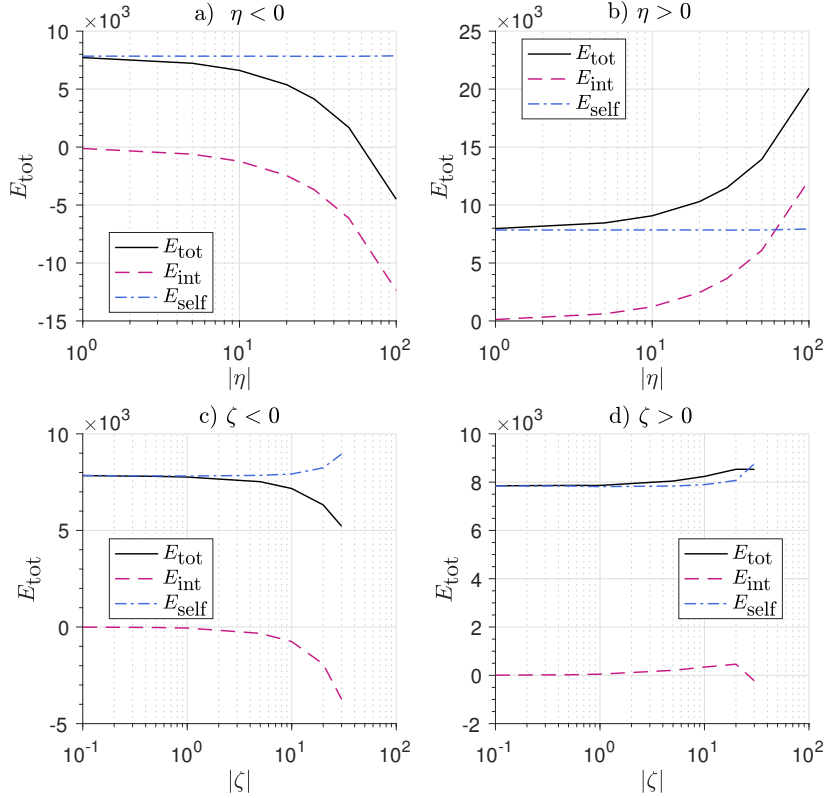 a) η < 0
×10³
10
5
0
-5
-10
-15
E_tot
E_tot
E_int
E_self
10⁰ 10¹ 10²
|η|
b) η > 0
×10³
25
20
15
10
5
0
E_tot
E_tot
E_int
E_self
10⁰ 10¹ 10²
|η|
c) ζ < 0
×10³
10
5
0
-5
E_tot
E_tot
E_int
E_self
10⁻¹ 10⁰ 10¹ 10²
|ζ|
d) ζ > 0
×10³
10
8
6
4
2
0
-2
E_tot
E_tot
E_int
E_self
10⁻¹ 10⁰ 10¹ 10²
|ζ|